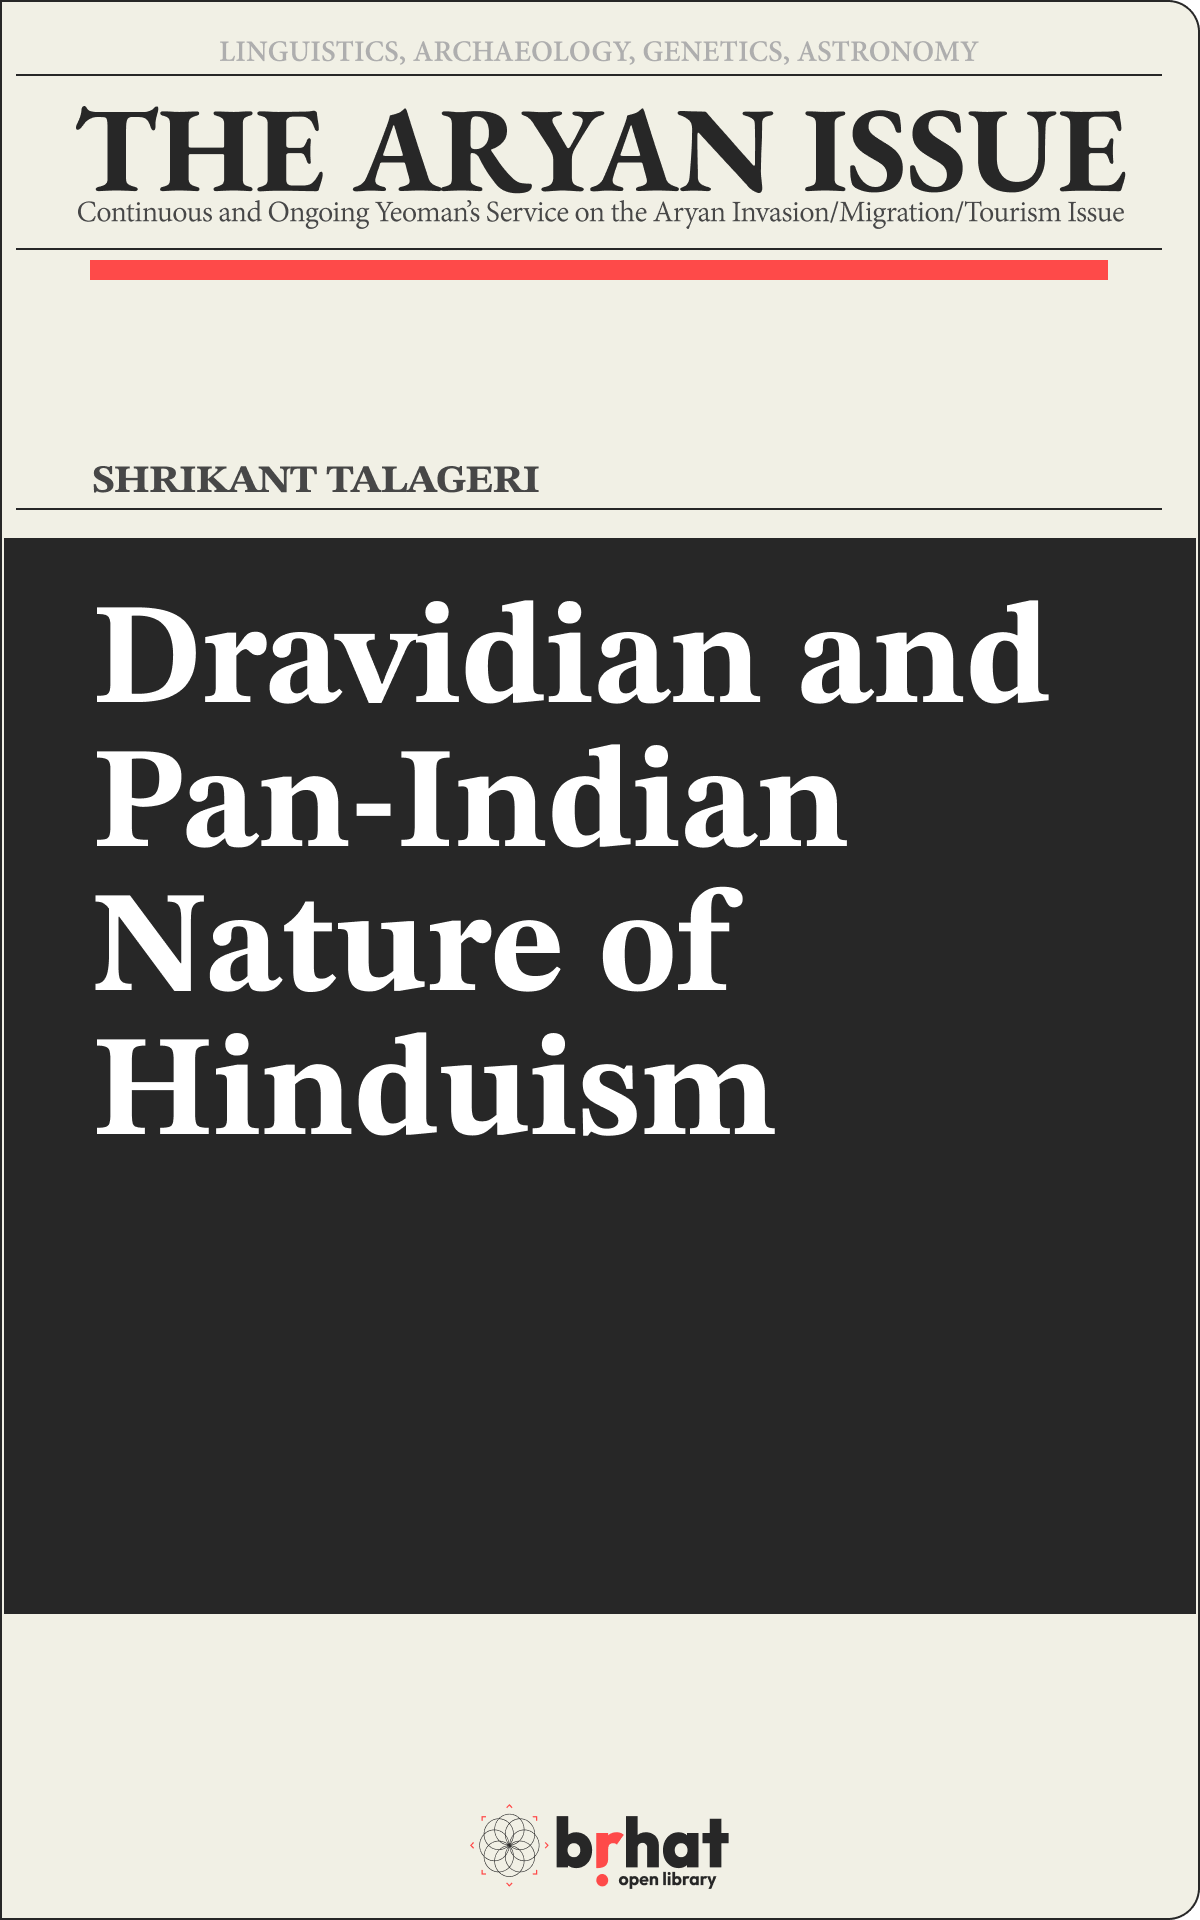 LINGUISTICS, ARCHAEOLOGY, GENETICS, ASTRONOMY
THE ARYAN ISSUE
Continuous and Ongoing Yeoman's Service on the Aryan Invasion/Migration/Tourism Issue
SHRIKANT TALAGERI
Dravidian and
Pan-Indian
Nature of
Hinduism
bṛhat
open library